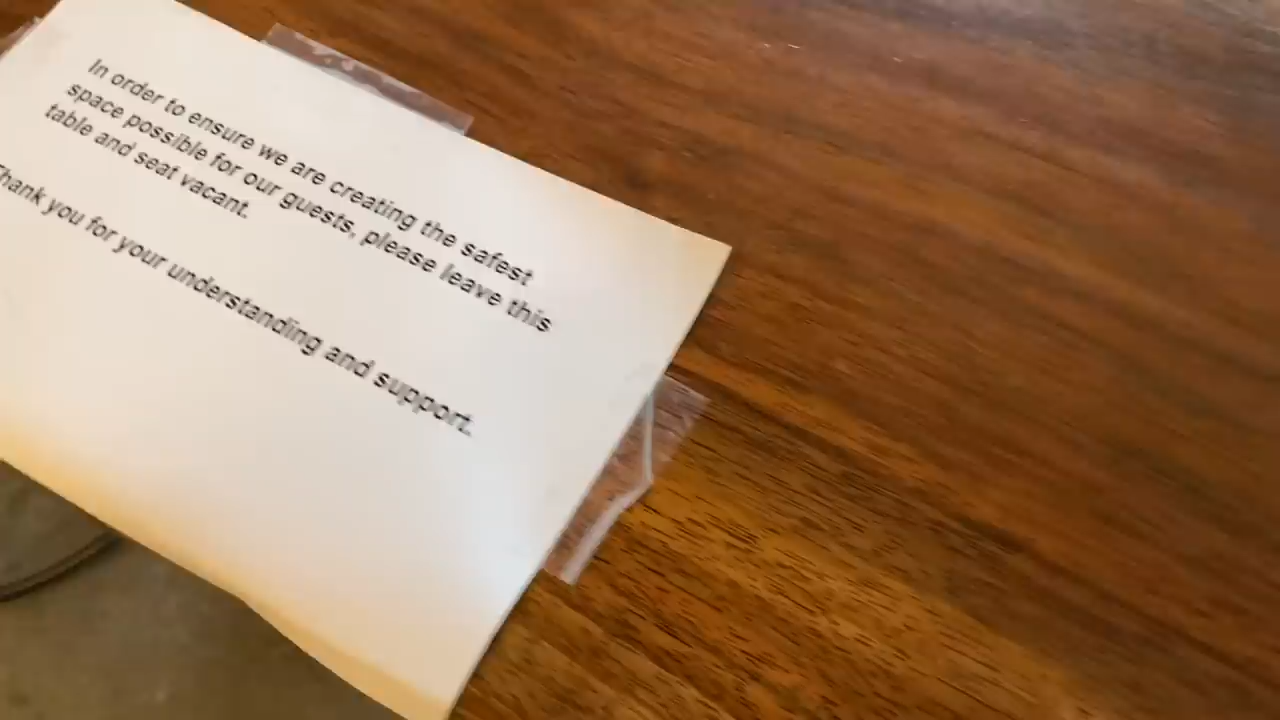 In order to ensure we are creating the safest
space possible for our guests, please leave this
table and seat vacant.
Thank you for your understanding and support.